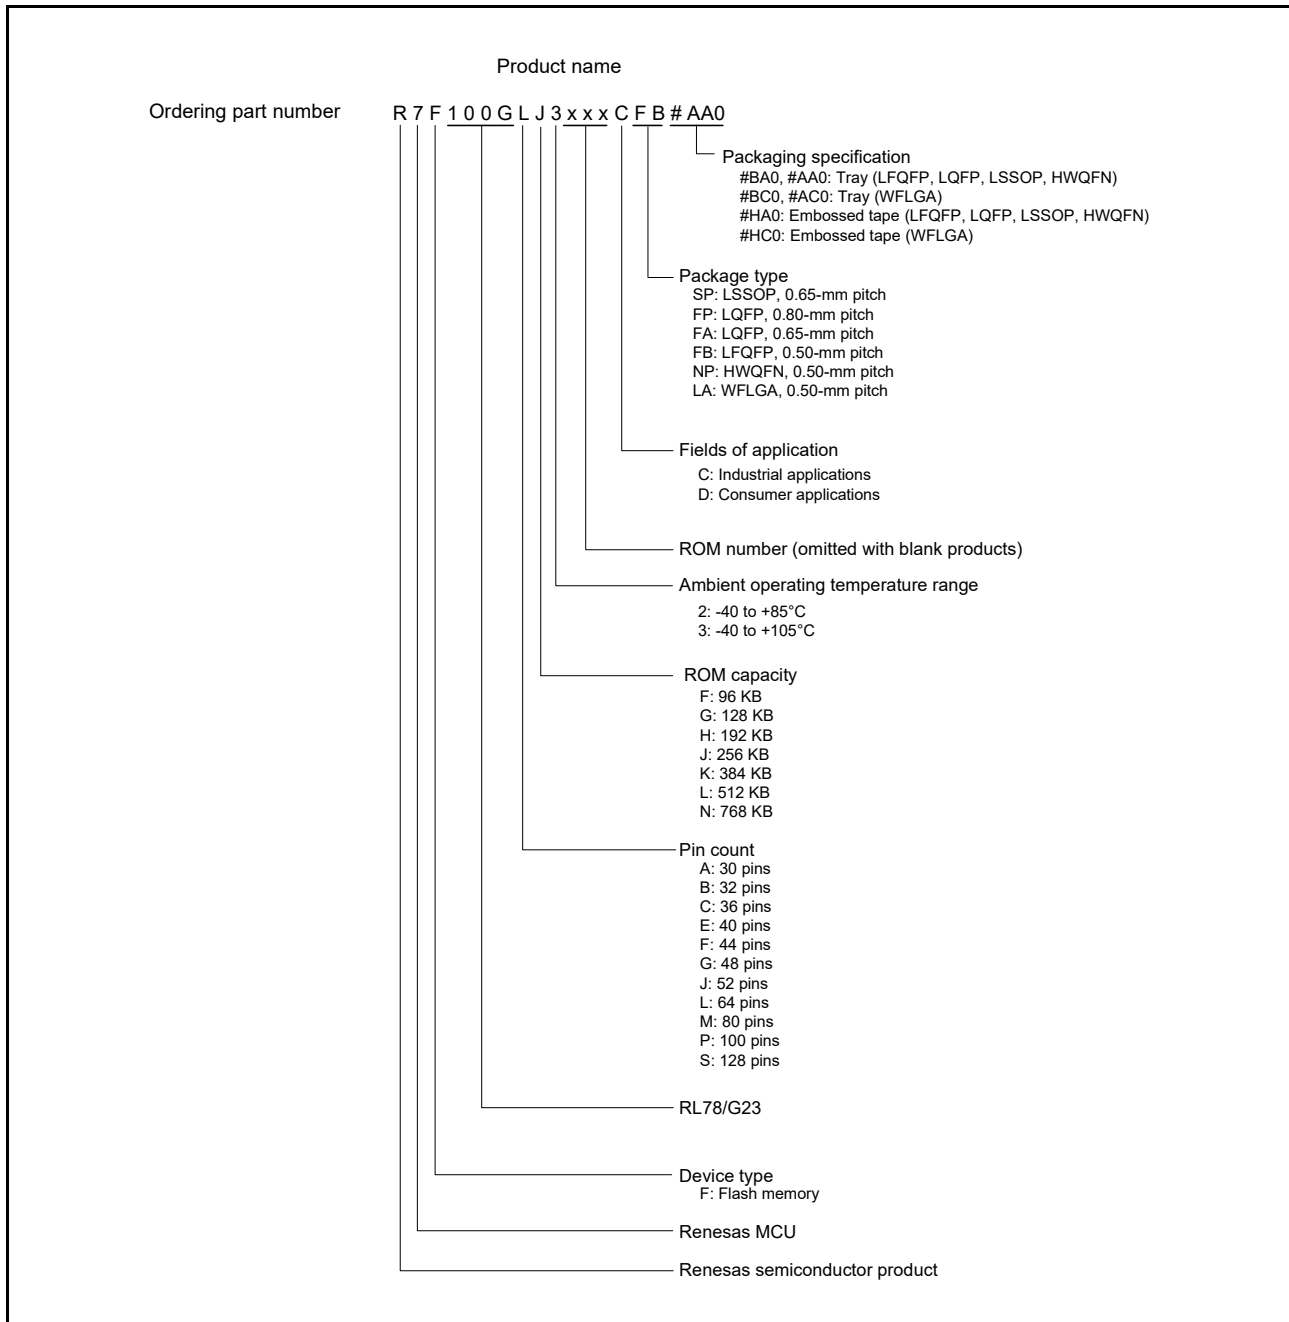 Product name
Ordering part number R 7 F 1 0 0 G L J 3 x x x C F B # AA0
Packaging specification
#BA0, #AA0: Tray (LFQFP, LQFP, LSSOP, HWQFN)
#BC0, #AC0: Tray (WFLGA)
#HA0: Embossed tape (LFQFP, LQFP, LSSOP, HWQFN)
#HC0: Embossed tape (WFLGA)
Package type
SP: LSSOP, 0.65-mm pitch
FP: LQFP, 0.80-mm pitch
FA: LQFP, 0.65-mm pitch
FB: LFQFP, 0.50-mm pitch
NP: HWQFN, 0.50-mm pitch
LA: WFLGA, 0.50-mm pitch
Fields of application
C: Industrial applications
D: Consumer applications
ROM number (omitted with blank products)
Ambient operating temperature range
2: -40 to +85°C
3: -40 to +105°C
ROM capacity
F: 96 KB
G: 128 KB
H: 192 KB
J: 256 KB
K: 384 KB
L: 512 KB
N: 768 KB
Pin count
A: 30 pins
B: 32 pins
C: 36 pins
E: 40 pins
F: 44 pins
G: 48 pins
J: 52 pins
L: 64 pins
M: 80 pins
P: 100 pins
S: 128 pins
RL78/G23
Device type
F: Flash memory
Renesas MCU
Renesas semiconductor product